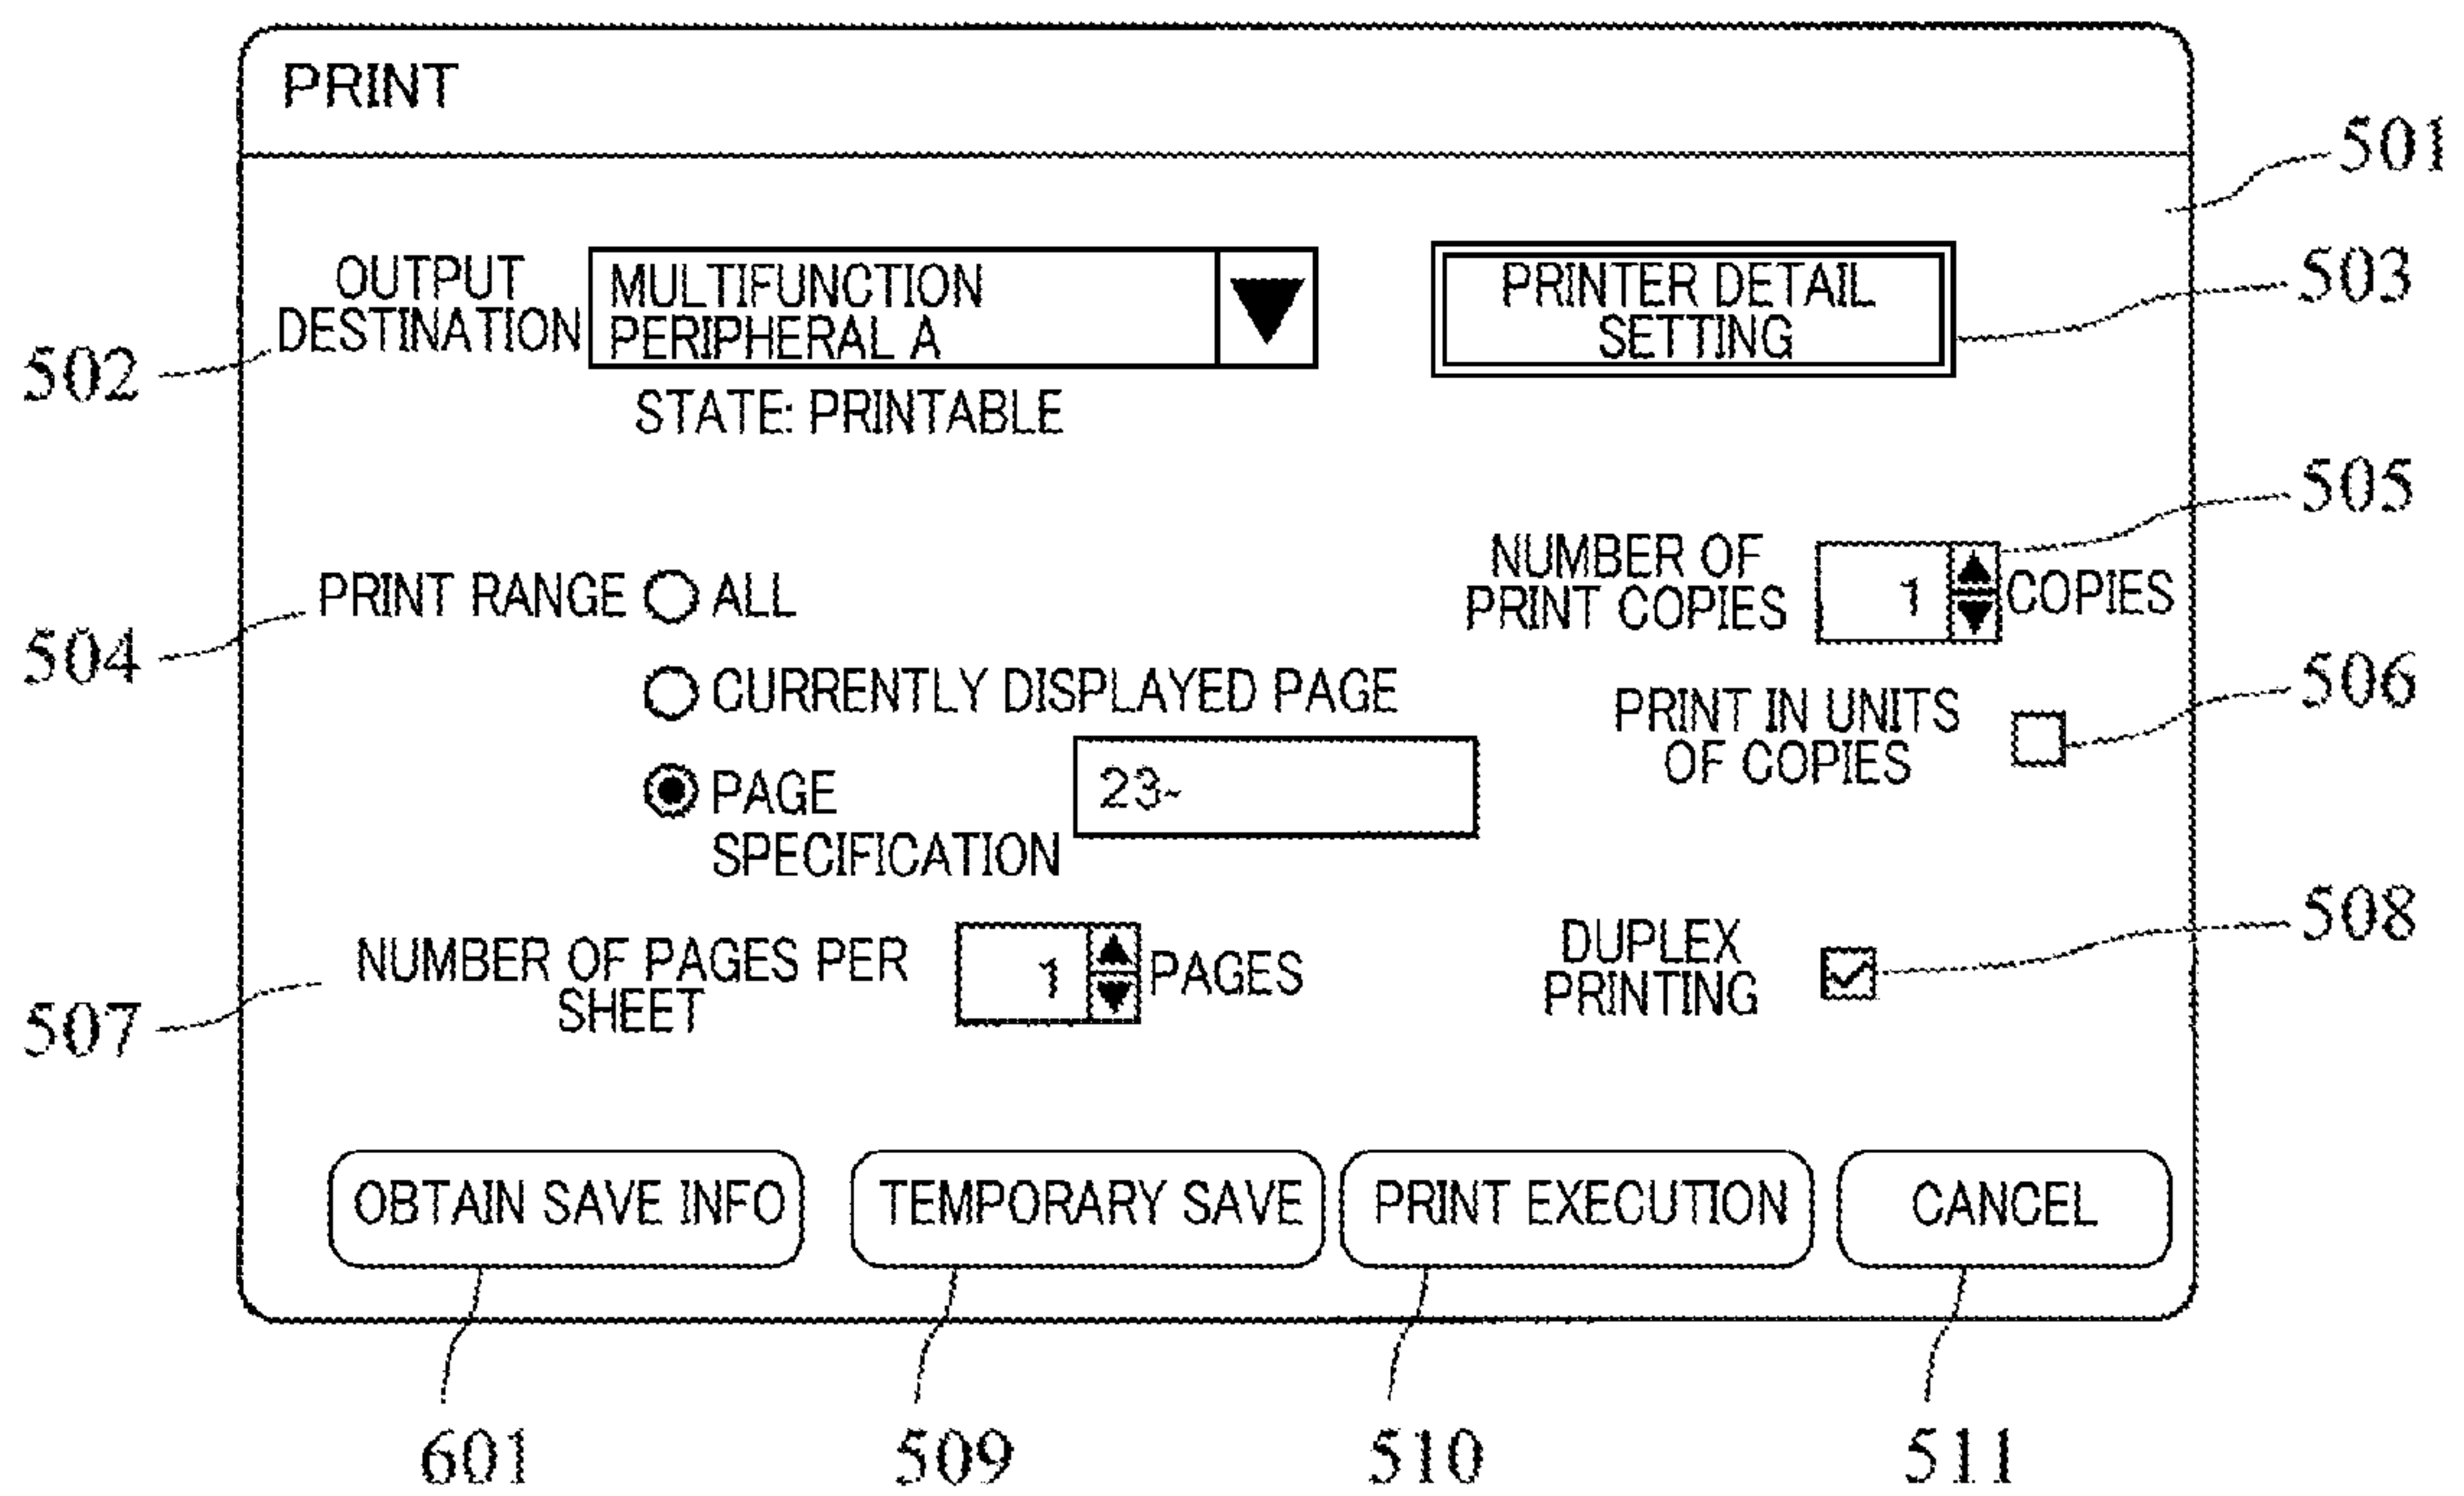 PRINT
501
OUTPUT
DESTINATION
MULTIFUNCTION
PERIPHERAL A
PRINTER DETAIL
SETTING
503
502
STATE: PRINTABLE
505
PRINT RANGE
ALL
NUMBER OF
PRINT COPIES
1
COPIES
504
CURRENTLY DISPLAYED PAGE
PRINT IN UNITS
OF COPIES
506
PAGE
SPECIFICATION
23-
508
NUMBER OF PAGES PER
SHEET
1
PAGES
DUPLEX
PRINTING
507
OBTAIN SAVE INFO
TEMPORARY SAVE
PRINT EXECUTION
CANCEL
601
509
510
511